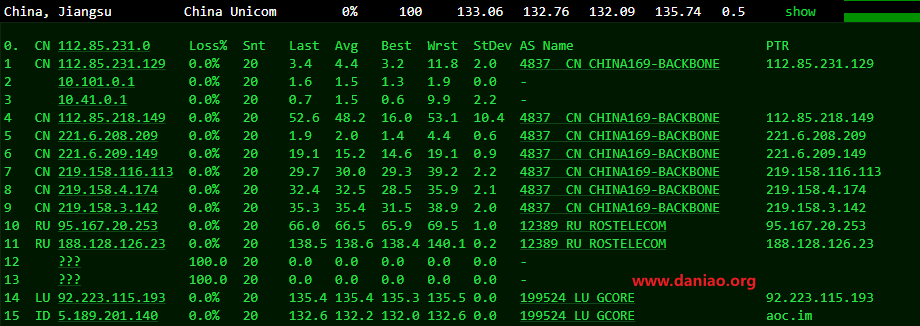 China, Jiangsu China Unicom 0% 100 133.06 132.76 132.09 135.74 0.5 show
0. CN 112.85.231.0 Loss% Snt Last Avg Best Wrst StDev AS Name PTR
1 CN 112.85.231.129 0.0% 20 3.4 4.4 3.2 11.8 2.0 4837 CN CHINA169-BACKBONE 112.85.231.129
2 10.101.0.1 0.0% 20 1.6 1.5 1.3 1.9 0.0 -
3 10.41.0.1 0.0% 20 0.7 1.5 0.6 9.9 2.2 -
4 CN 112.85.218.149 0.0% 20 52.6 48.2 16.0 53.1 10.4 4837 CN CHINA169-BACKBONE 112.85.218.149
5 CN 221.6.208.209 0.0% 20 1.9 2.0 1.4 4.4 0.6 4837 CN CHINA169-BACKBONE 221.6.208.209
6 CN 221.6.209.149 0.0% 20 19.1 15.2 14.6 19.1 0.9 4837 CN CHINA169-BACKBONE 221.6.209.149
7 CN 219.158.116.113 0.0% 20 29.7 30.0 29.3 39.2 2.2 4837 CN CHINA169-BACKBONE 219.158.116.113
8 CN 219.158.4.174 0.0% 20 32.4 32.5 28.5 35.9 2.1 4837 CN CHINA169-BACKBONE 219.158.4.174
9 CN 219.158.3.142 0.0% 20 35.3 35.4 31.5 38.9 2.0 4837 CN CHINA169-BACKBONE 219.158.3.142
10 RU 95.167.20.253 0.0% 20 66.0 66.5 65.9 69.5 1.0 12389 RU ROSTELECOM 95.167.20.253
11 RU 188.128.126.23 0.0% 20 138.5 138.6 138.4 140.1 0.2 12389 RU ROSTELECOM 188.128.126.23
12 ??? 100.0 20 0.0 0.0 0.0 0.0 0.0 -
13 ??? 100.0 20 0.0 0.0 0.0 0.0 0.0 -
www.daniao.org
14 LU 92.223.115.193 0.0% 20 135.4 135.4 135.3 135.5 0.0 199524 LU GCORE 92.223.115.193
15 ID 5.189.201.140 0.0% 20 132.6 132.2 132.0 132.6 0.0 199524 LU GCORE aoc.im